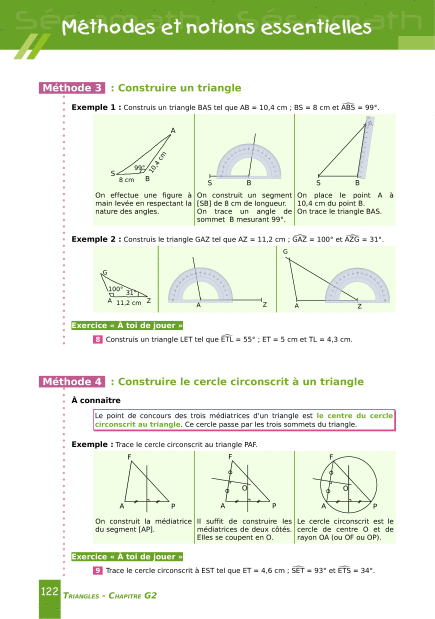 Méthodes et notions essentielles
Méthode 3 : Construire un triangle
Exemple 1 : Construis un triangle BAS tel que AB = 10,4 cm ; BS = 8 cm et ABS = 99°.
A
99°
10,4 cm
S
8 cm
B
S
B
A
S
B
On effectue une figure à
main levée en respectant la
nature des angles.
On construit un segment
[SB] de 8 cm de longueur.
On trace un angle de
sommet B mesurant 99°.
On place le point A à
10,4 cm du point B.
On trace le triangle BAS.
Exemple 2 : Construis le triangle GAZ tel que AZ = 11,2 cm ; GAZ = 100° et AZG = 31°.
G
100°
31°
A
11,2 cm
Z
A
Z
G
A
Z
Exercice « À toi de jouer »
8 Construis un triangle LET tel que ETL = 55° ; ET = 5 cm et TL = 4,3 cm.
Méthode 4 : Construire le cercle circonscrit à un triangle
À connaître
Le point de concours des trois médiatrices d'un triangle est le centre du cercle
circonscrit au triangle. Ce cercle passe par les trois sommets du triangle.
Exemple : Trace le cercle circonscrit au triangle PAF.
F
A
P
F
O
A
P
F
O
A
P
On construit la médiatrice
du segment [AP].
Il suffit de construire les
médiatrices de deux côtés.
Elles se coupent en O.
Le cercle circonscrit est le
cercle de centre O et de
rayon OA (ou OF ou OP).
Exercice « À toi de jouer »
9 Trace le cercle circonscrit à EST tel que ET = 4,6 cm ; SET = 93° et ETS = 34°.
122 TRIANGLES - CHAPITRE G2